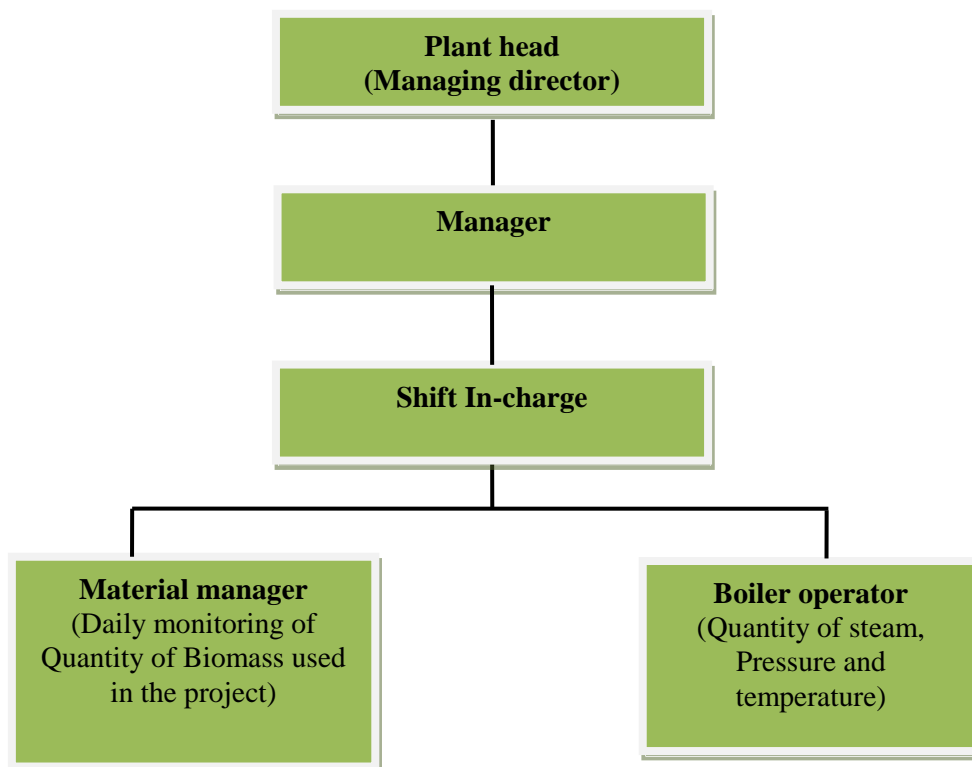 Plant head
(Managing director)
Manager
Shift In-charge
Material manager
(Daily monitoring of
Quantity of Biomass used
in the project)
Boiler operator
(Quantity of steam,
Pressure and
temperature)